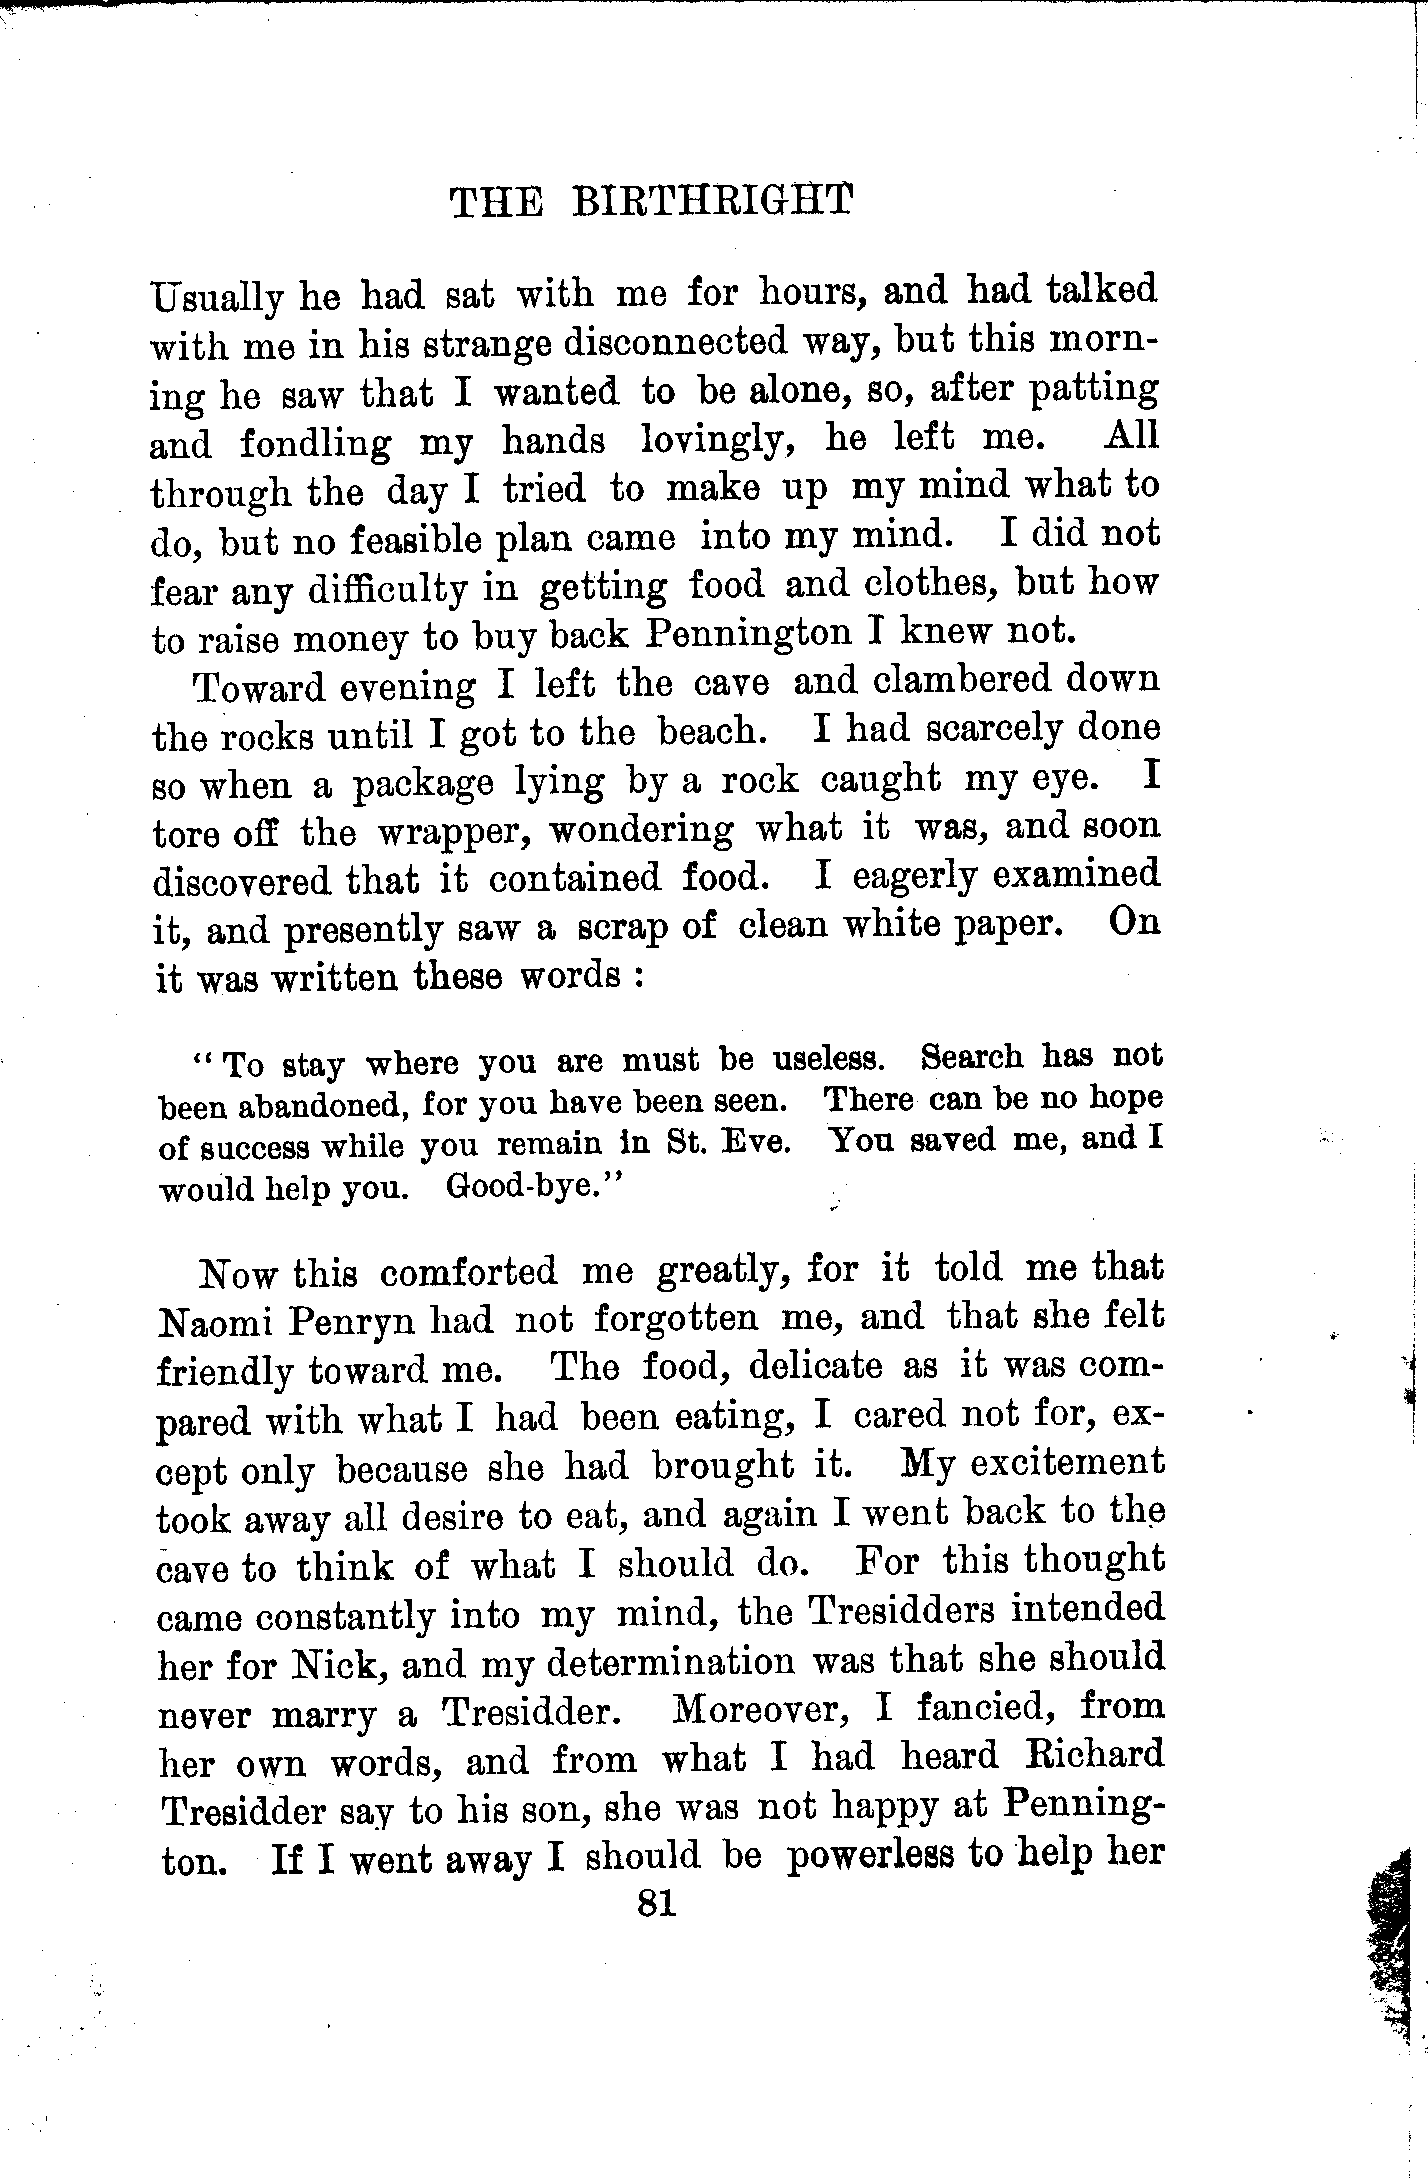 THE BIRTHRIGHT
Usually he had sat with me for hours, and had talked
with me in his strange disconnected way, but this morn-
ing he saw that I wanted to be alone, so, after patting
and fondling my hands lovingly, he left me. All
through the day I tried to make up my mind what to
do, but no feasible plan came into my mind. I did not
fear any difficulty in getting food and clothes, but how
to raise money to buy back Pennington I knew not.
Toward evening I left the cave and clambered down
the rocks until I got to the beach. I had scarcely done
so when a package lying by a rock caught my eye. I
tore off the wrapper, wondering what it was, and soon
discovered that it contained food. I eagerly examined
it, and presently saw a scrap of clean white paper. On
it was written these words :
“ To stay where you are must be useless. Search has not
been abandoned, for you have been seen. There can be no hope
of success while you remain in St. Eve. You saved me, and I
would help you. Good-bye.”
Now this comforted me greatly, for it told me that
Naomi Penryn had not forgotten me, and that she felt
friendly toward me. The food, delicate as it was com-
pared with what I had been eating, I cared not for, ex-
cept only because she had brought it. My excitement
took away all desire to eat, and again I went back to the
cave to think of what I should do. For this thought
came constantly into my mind, the Tresidders intended
her for Nick, and my determination was that she should
never marry a Tresidder. Moreover, I fancied, from
her own words, and from what I had heard Richard
Tresidder say to his son, she was not happy at Penning-
ton. If I went away I should be powerless to help her
81